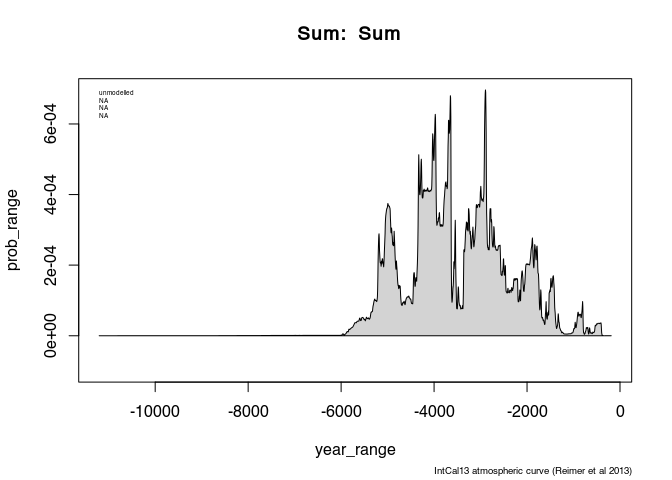 Sum:  Sum
unmodelled
NA
NA
NA
prob_range
6e-04
4e-04
2e-04
0e+00
-10000 -8000 -6000 -4000 -2000 0
year_range
IntCal13 atmospheric curve (Reimer et al 2013)